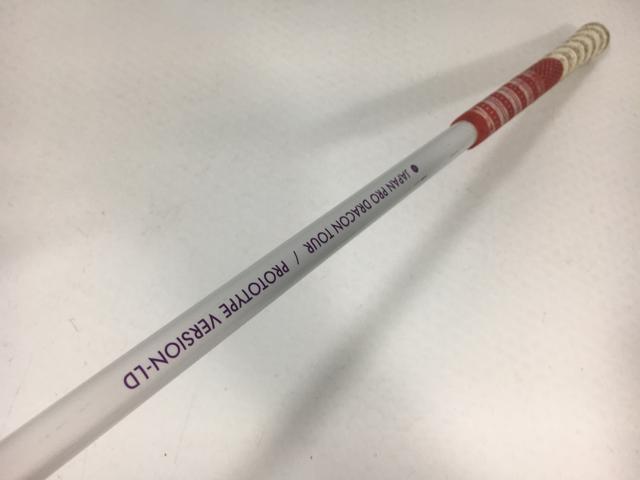 JAPAN PRO DRACON TOUR / PROTOTYPE VERSION-LD